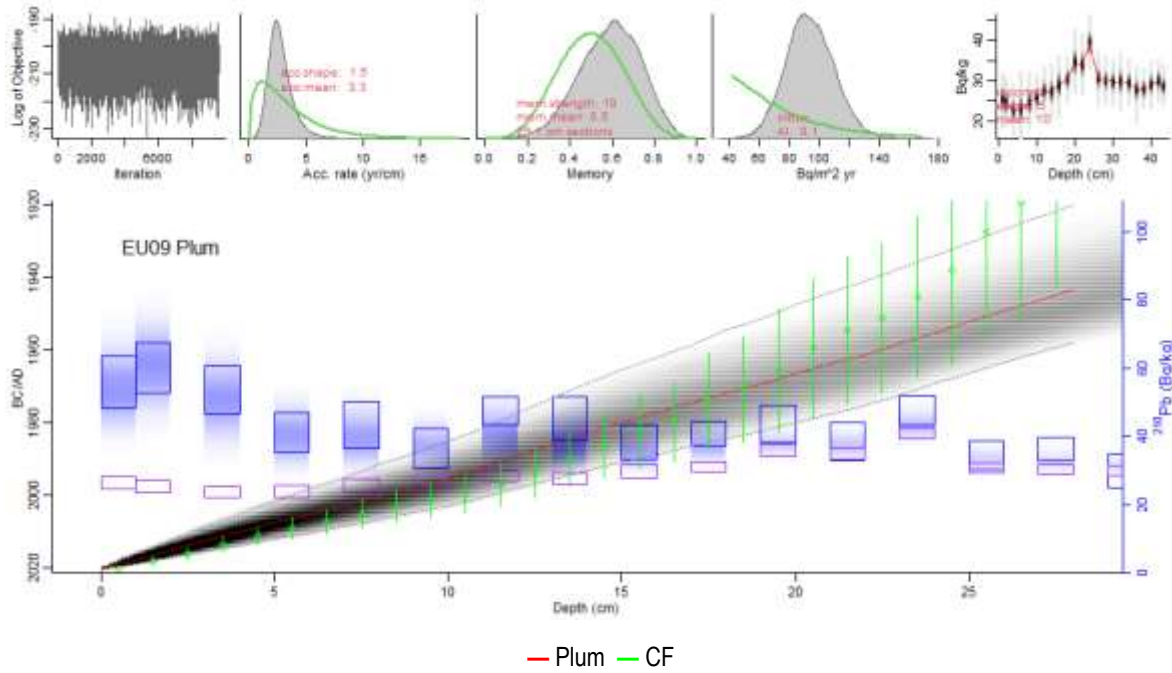 -190
-210
-230
Log of Objective
0 2000 6000
Iteration
acc.shape: 1.5
acc.mean: 3.3
0 5 10 15
Acc. rate (yr/cm)
mem.strength: 10
mem.mean: 0.5
sections
0.0 0.2 0.4 0.6 0.8 1.0
Memory
Al: 0.1
40 60 100 140 180
Bq/m^2 yr
40
30
20
Bq/kg
0 10 20 30 40
Depth (cm)
EU09 Plum
1920
1940
1960
1980
2000
2020
BC/AD
0 5 10 15 20 25
Depth (cm)
100
80
60
40
20
0
210Pb (Bq/kg)
Plum CF